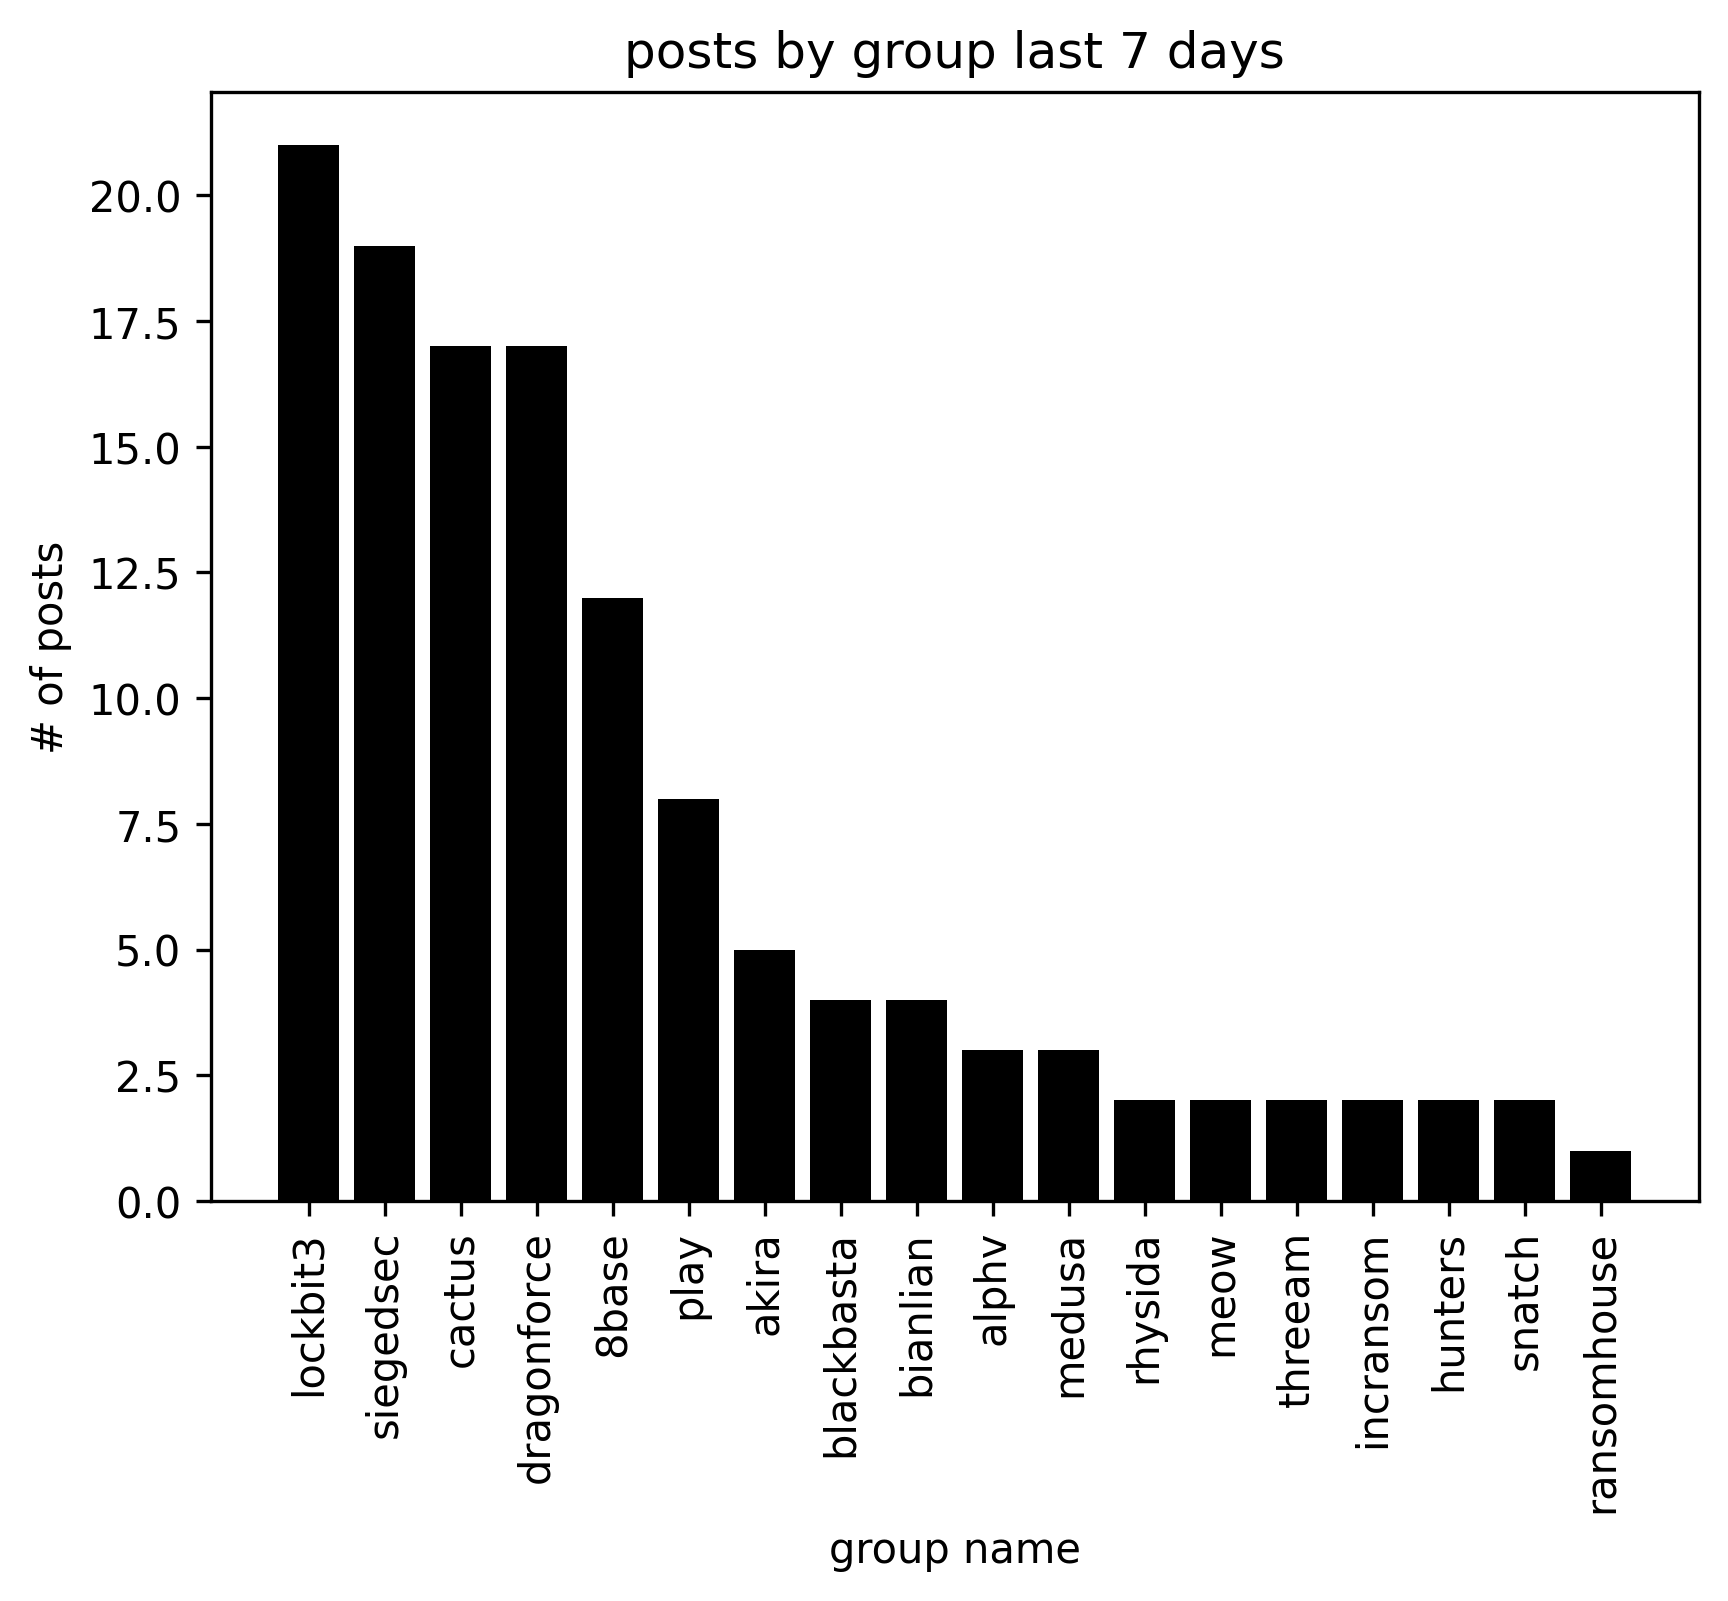 posts by group last 7 days
# of posts
20.0
17.5
15.0
12.5
10.0
7.5
5.0
2.5
0.0
lockbit3
siegedsec
cactus
dragonforce
8base
play
akira
blackbasta
bianlian
alphv
medusa
rhysida
meow
threeam
incransom
hunters
snatch
ransomhouse
group name